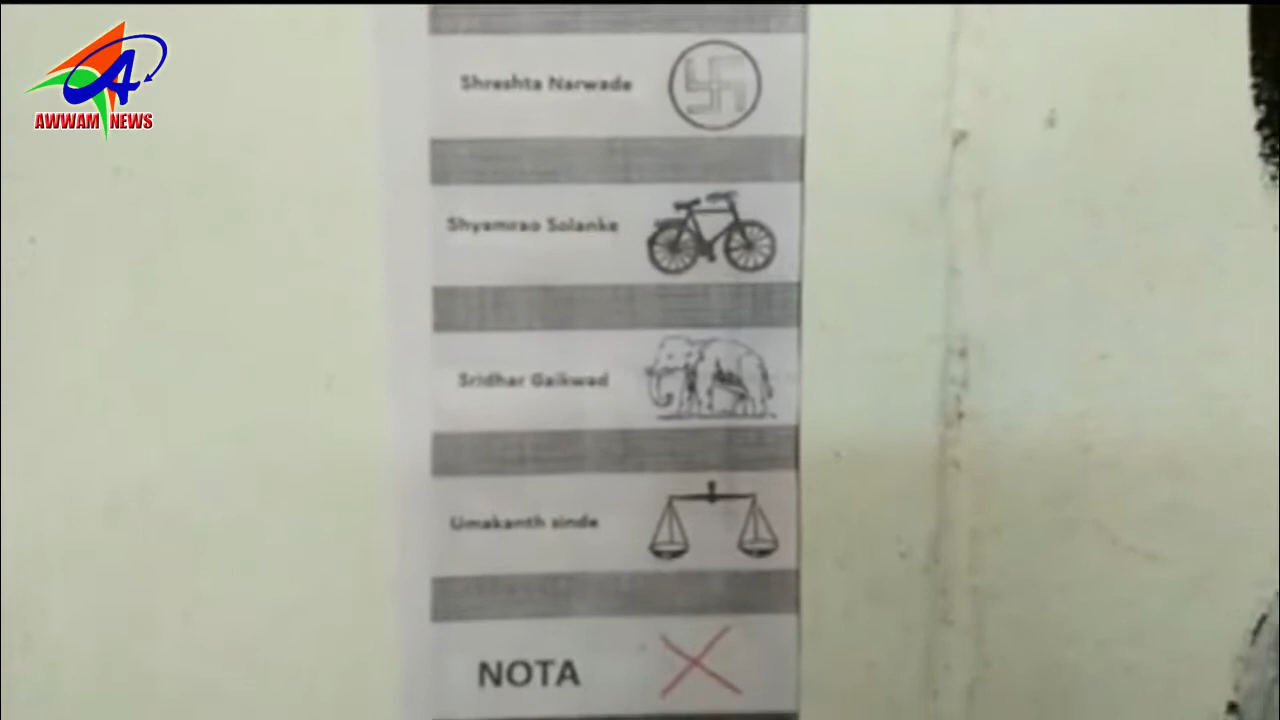 AWWAM NEWS
Shreshta Narwade
Shyamrao Solanke
Sridhar Gaikwad
Umakanth sinde
NOTA